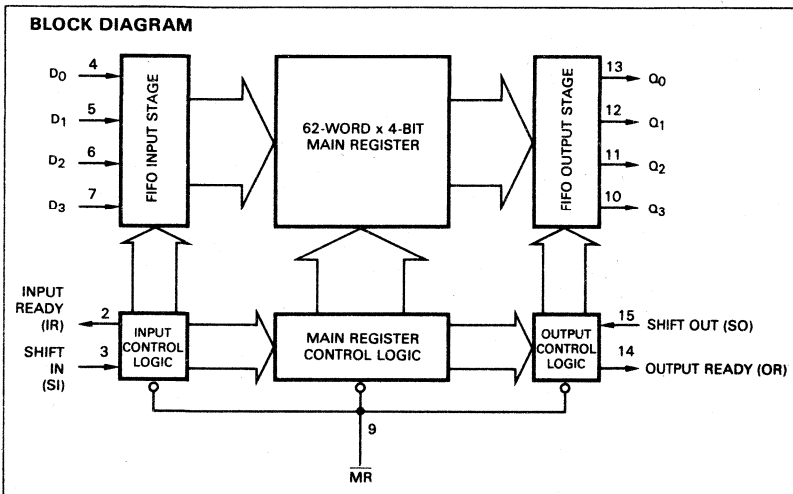 BLOCK DIAGRAM
D0 4
D1 5
D2 6
D3 7
FIFO INPUT STAGE
62-WORD x 4-BIT
MAIN REGISTER
FIFO OUTPUT STAGE
13 Q0
12 Q1
11 Q2
10 Q3
INPUT
READY
(IR)
2
SHIFT
IN
(SI)
3
INPUT
CONTROL
LOGIC
MAIN REGISTER
CONTROL LOGIC
OUTPUT
CONTROL
LOGIC
15 SHIFT OUT (SO)
14 OUTPUT READY (OR)
9
M̅R̅